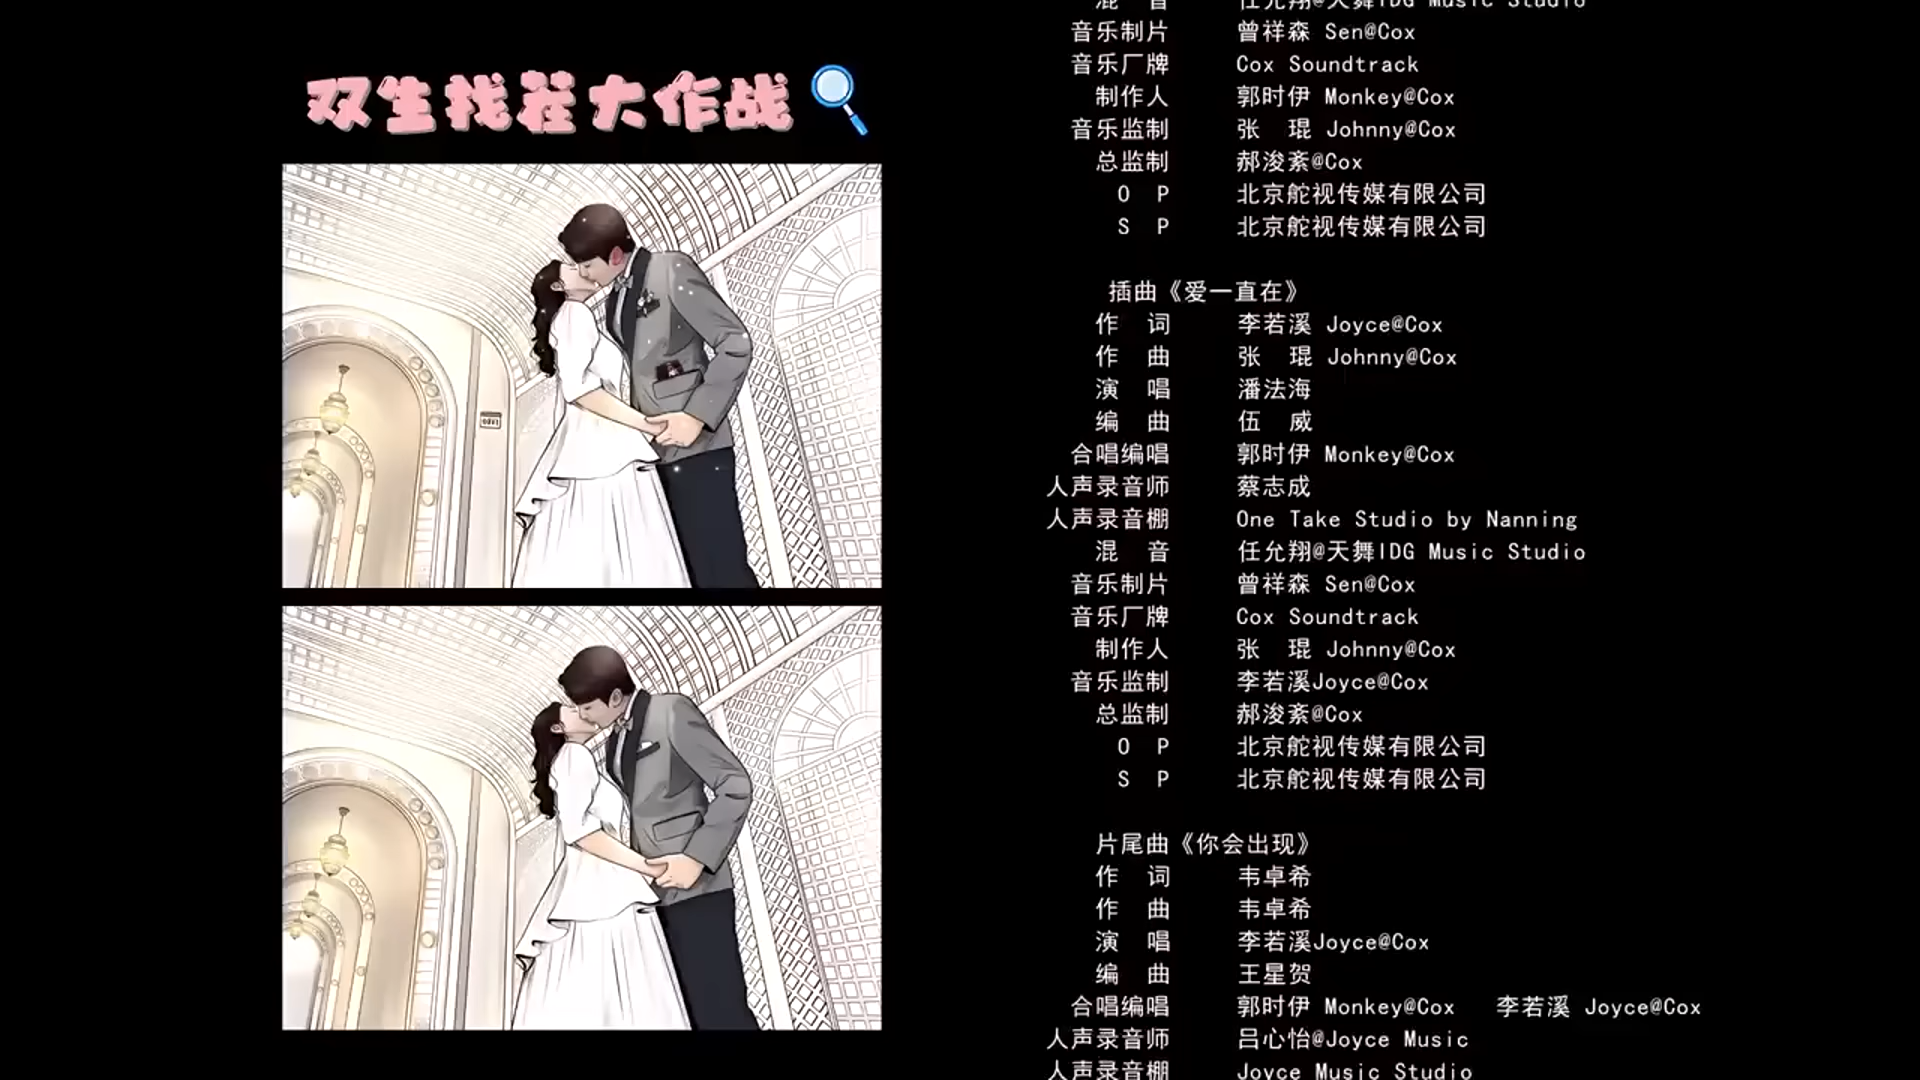 双生找茬大作战
混 音 任允翔@天舞IDG Music Studio
音乐制片 曾祥森 Sen@Cox
音乐厂牌 Cox Soundtrack
制作人 郭时伊 Monkey@Cox
音乐监制 张 琨 Johnny@Cox
总监制 郝浚紊@Cox
O P 北京舵视传媒有限公司
S P 北京舵视传媒有限公司
插曲《爱一直在》
作 词 李若溪 Joyce@Cox
作 曲 张 琨 Johnny@Cox
演 唱 潘法海
编 曲 伍 威
合唱编唱 郭时伊 Monkey@Cox
人声录音师 蔡志成
人声录音棚 One Take Studio by Nanning
混 音 任允翔@天舞IDG Music Studio
音乐制片 曾祥森 Sen@Cox
音乐厂牌 Cox Soundtrack
制作人 张 琨 Johnny@Cox
音乐监制 李若溪Joyce@Cox
总监制 郝浚紊@Cox
O P 北京舵视传媒有限公司
S P 北京舵视传媒有限公司
片尾曲《你会出现》
作 词 韦卓希
作 曲 韦卓希
演 唱 李若溪Joyce@Cox
编 曲 王星贺
合唱编唱 郭时伊 Monkey@Cox 李若溪 Joyce@Cox
人声录音师 吕心怡@Joyce Music
人声录音棚 Joyce Music Studio